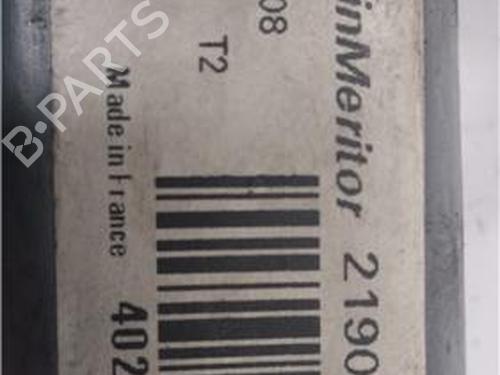 inMeritor 2190
08
T2
Made in France 402
B-PARTS